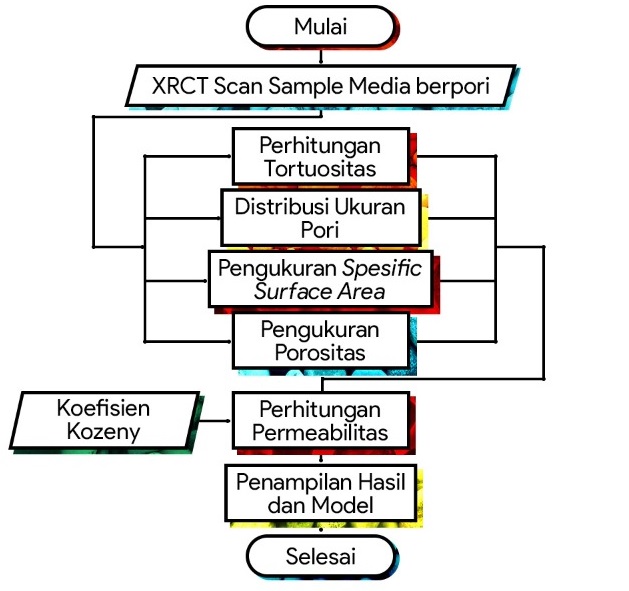 Mulai
XRCT Scan Sample Media berpori
Perhitungan
Tortuositas
Distribusi Ukuran
Pori
Pengukuran Spesific
Surface Area
Pengukuran
Porositas
Koefisien
Kozeny
Perhitungan
Permeabilitas
Penampilan Hasil
dan Model
Selesai